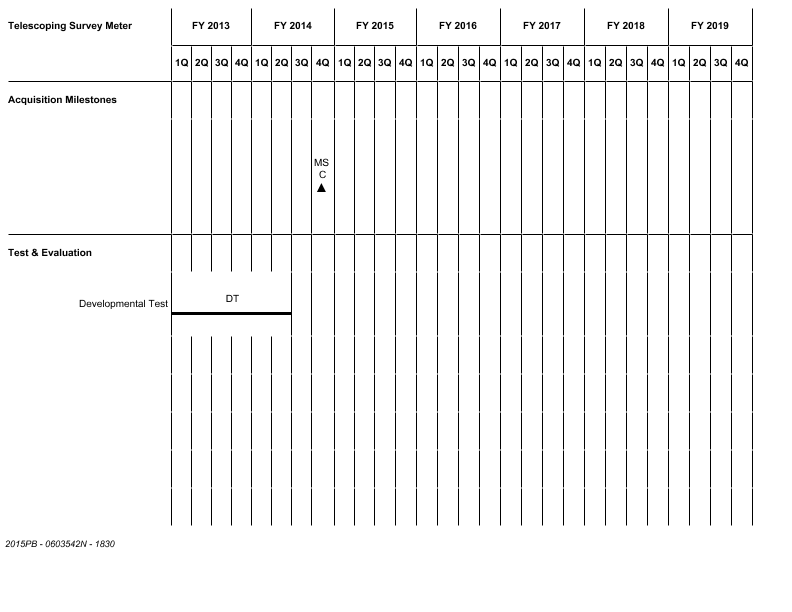 Telescoping Survey Meter FY 2013 FY 2014 FY 2015 FY 2016 FY 2017 FY 2018 FY 2019
1Q 2Q 3Q 4Q 1Q 2Q 3Q 4Q 1Q 2Q 3Q 4Q 1Q 2Q 3Q 4Q 1Q 2Q 3Q 4Q 1Q 2Q 3Q 4Q 1Q 2Q 3Q 4Q
Acquisition Milestones
MS
C
Test & Evaluation
DT
Developmental Test
2015PB - 0603542N - 1830